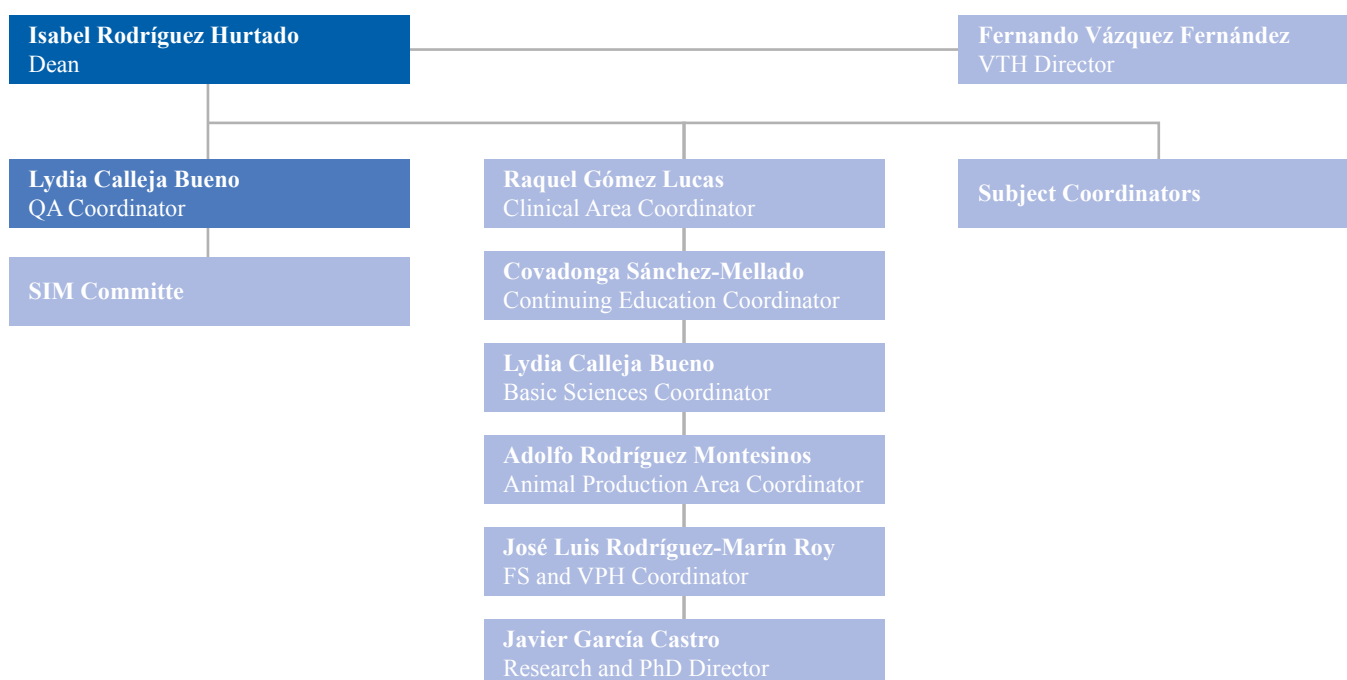 Isabel Rodríguez Hurtado
Dean
Fernando Vázquez Fernández
VTH Director
Lydia Calleja Bueno
QA Coordinator
Raquel Gómez Lucas
Clinical Area Coordinator
Subject Coordinators
SIM Committe
Covadonga Sánchez-Mellado
Continuing Education Coordinator
Lydia Calleja Bueno
Basic Sciences Coordinator
Adolfo Rodríguez Montesinos
Animal Production Area Coordinator
José Luis Rodríguez-Marín Roy
FS and VPH Coordinator
Javier García Castro
Research and PhD Director